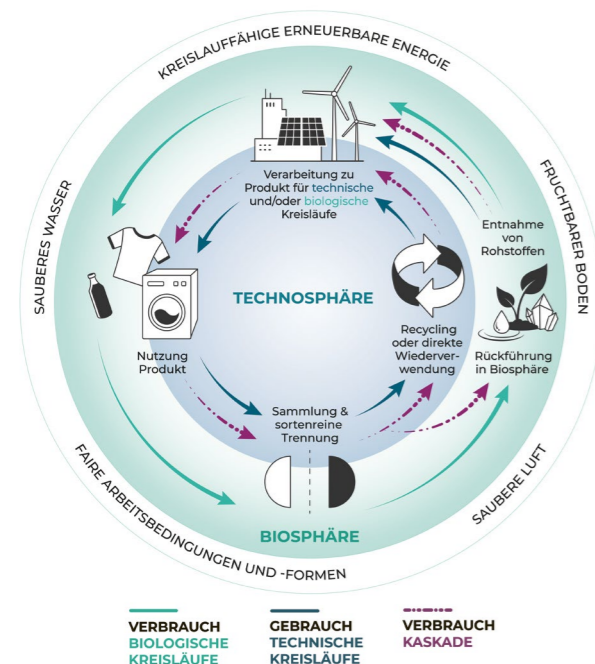 KREISLAUFFÄHIGE ERNEUERBARE ENERGIE
FRUCHTBARER BODEN
SAUBERE LUFT
FAIRE ARBEITSBEDINGUNGEN UND -FORMEN
SAUBERES WASSER
Verarbeitung zu
Produkt für technische
und/oder biologische
Kreisläufe
Entnahme
von
Rohstoffen
TECHNOSPHÄRE
Nutzung
Produkt
Recycling
oder direkte
Wiederver-
wendung
Rückführung
in Biosphäre
Sammlung &
sortenreine
Trennung
BIOSPHÄRE
VERBRAUCH
BIOLOGISCHE
KREISLÄUFE
GEBRAUCH
TECHNISCHE
KREISLÄUFE
VERBRAUCH
KASKADE